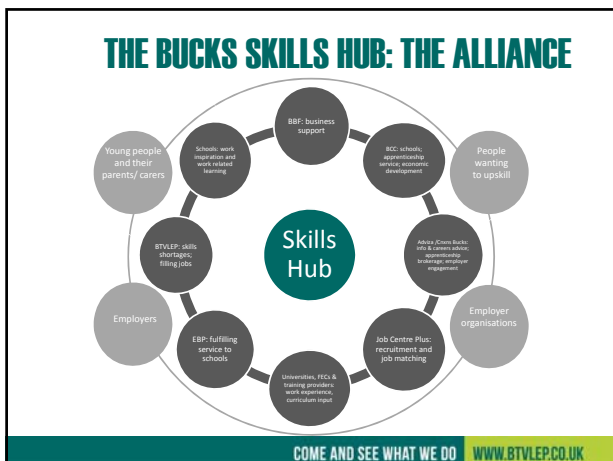 THE BUCKS SKILLS HUB: THE ALLIANCE
BBF: business
support
Schools: work
inspiration and
work related
learning
BCC: schools;
apprenticeship
service; economic
development
Young people
and their
parents/ carers
People
wanting
to upskill
BTVLEP: skills
shortages;
filling jobs
Skills
Hub
info & careers advice;
apprenticeship
brokerage; employer
engagement
Employers
Employer
organisations
EBP: fulfilling
service to
schools
Job Centre Plus:
recruitment and
job matching
Universities, FECs &
training providers:
work experience,
curriculum input
COME AND SEE WHAT WE DO
WWW.BTVLEP.CO.UK